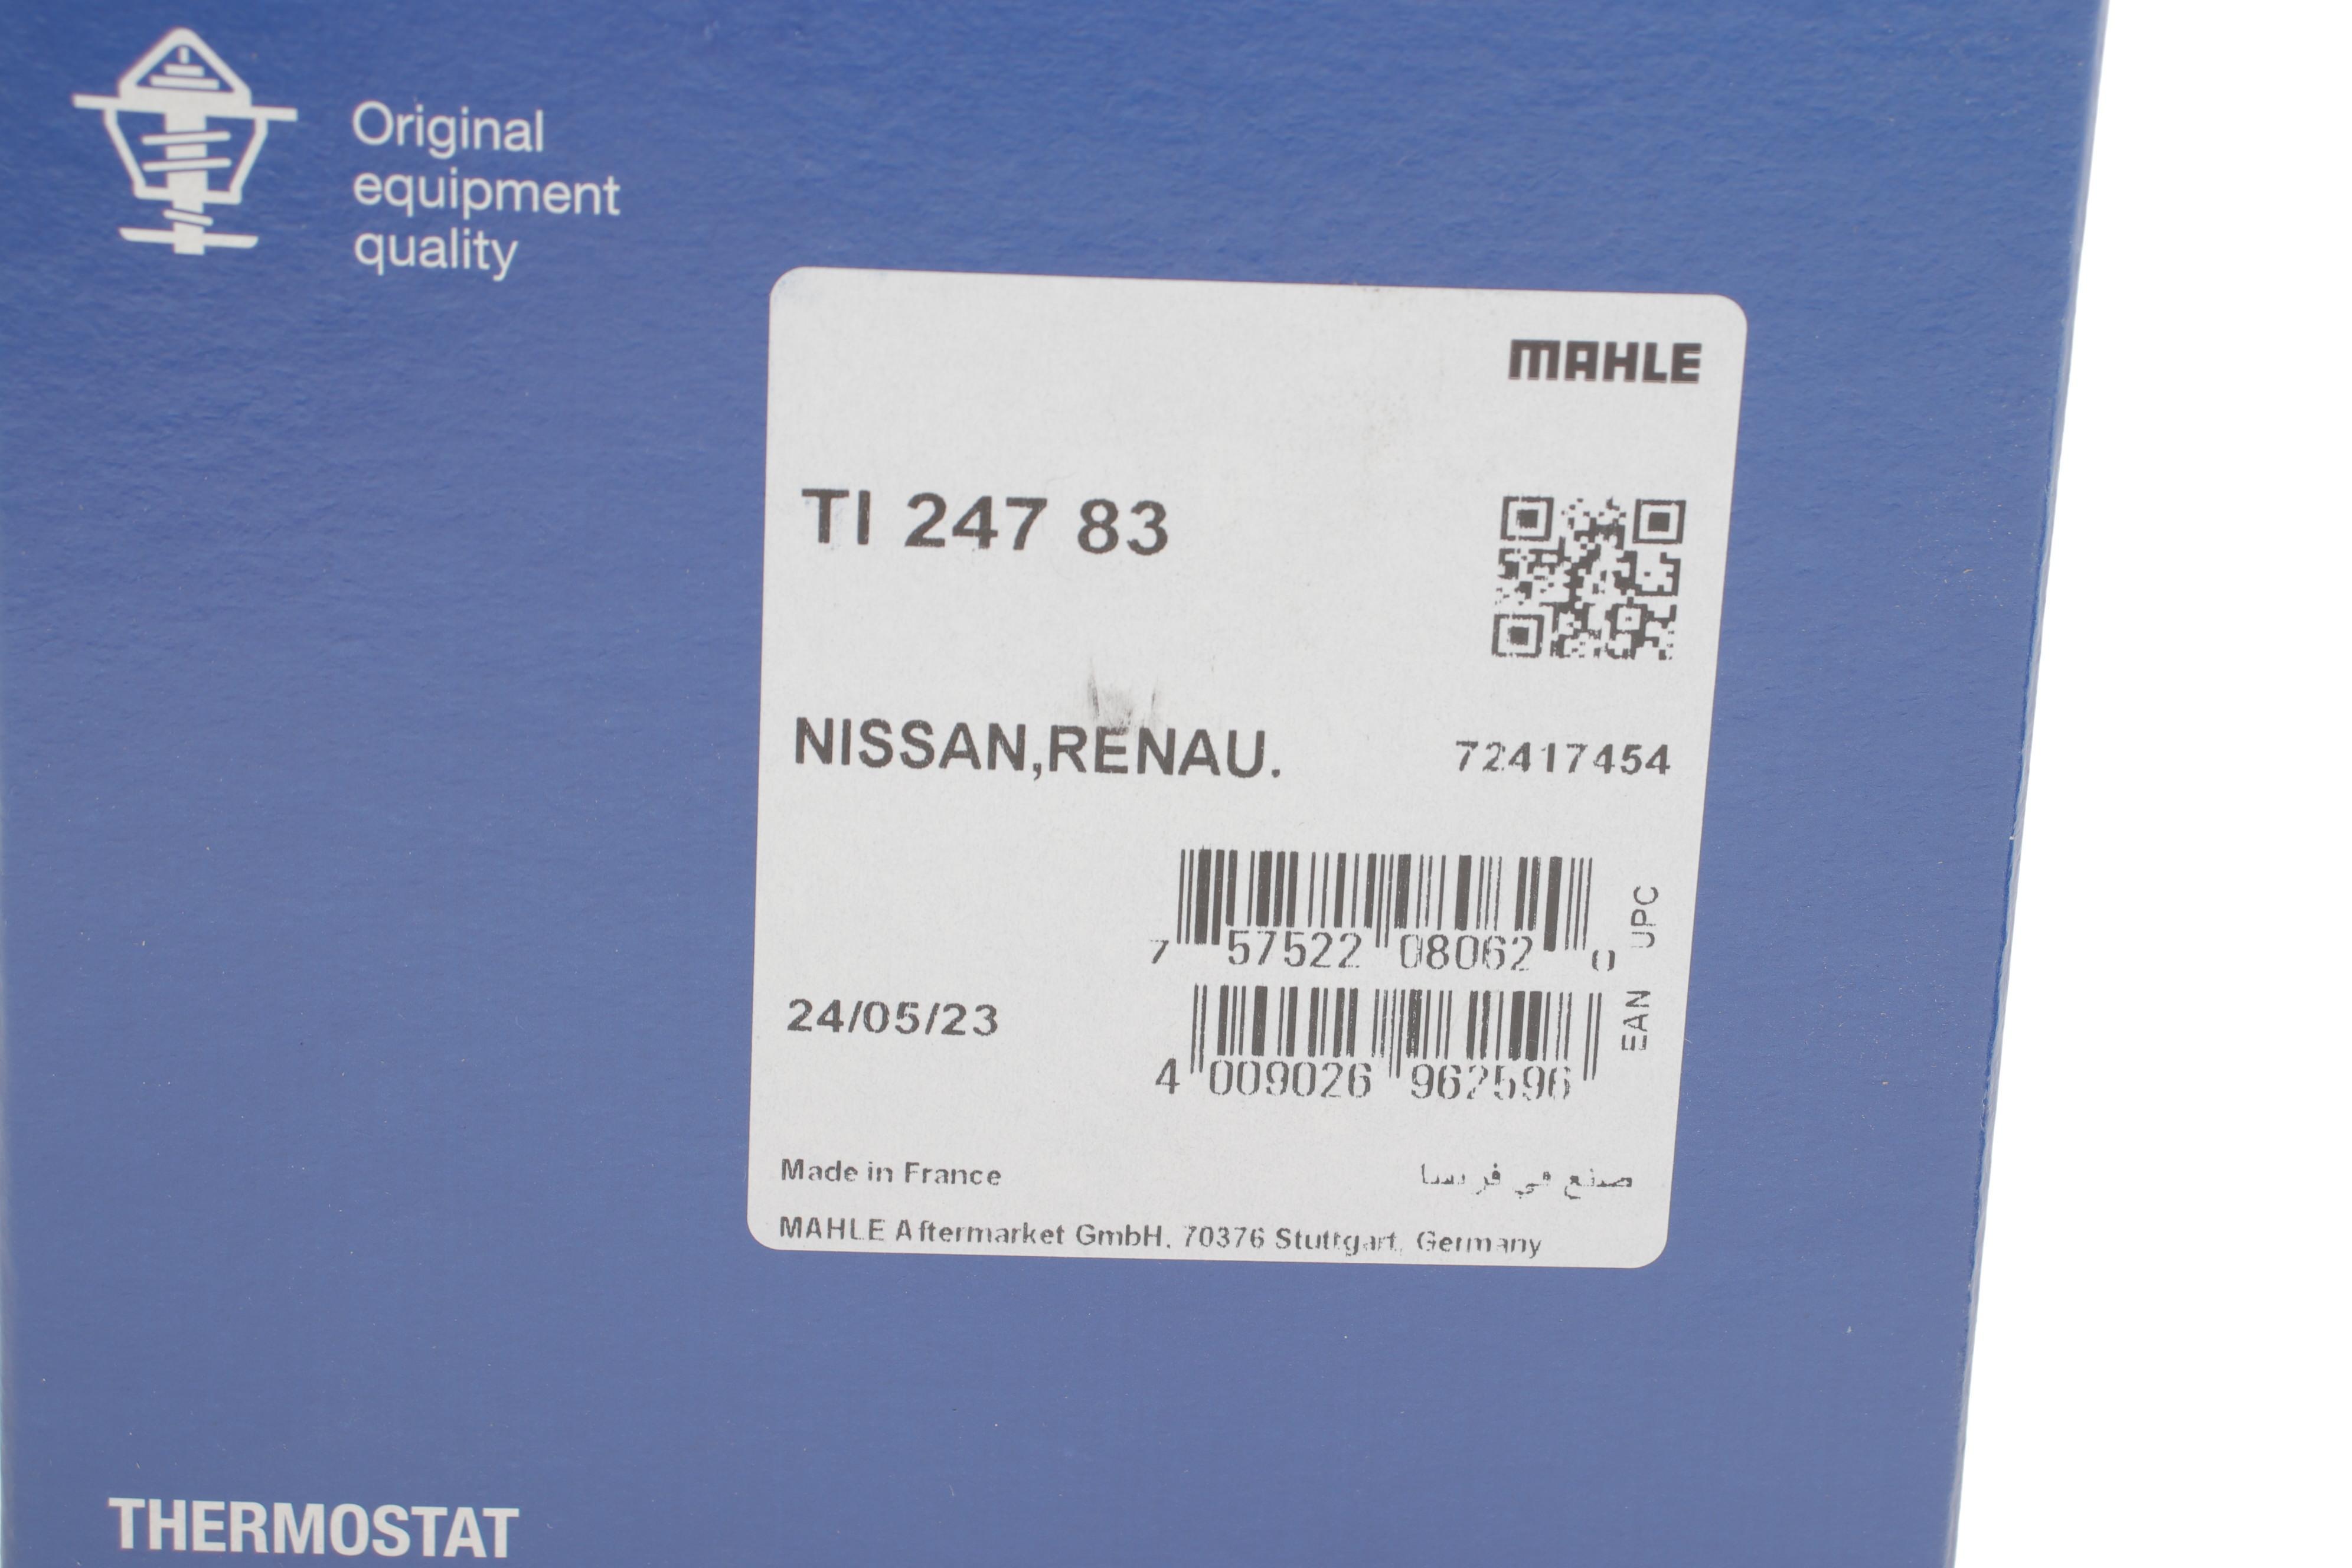 Original
equipment
quality
MAHLE
TI 247 83
NISSAN,RENAU.
72417454
7 57522 08062 0
UPC
24/05/23
4 009026 962596
EAN
Made in France
صنع في فرنسا
MAHLE Aftermarket GmbH, 70376 Stuttgart, Germany
THERMOSTAT